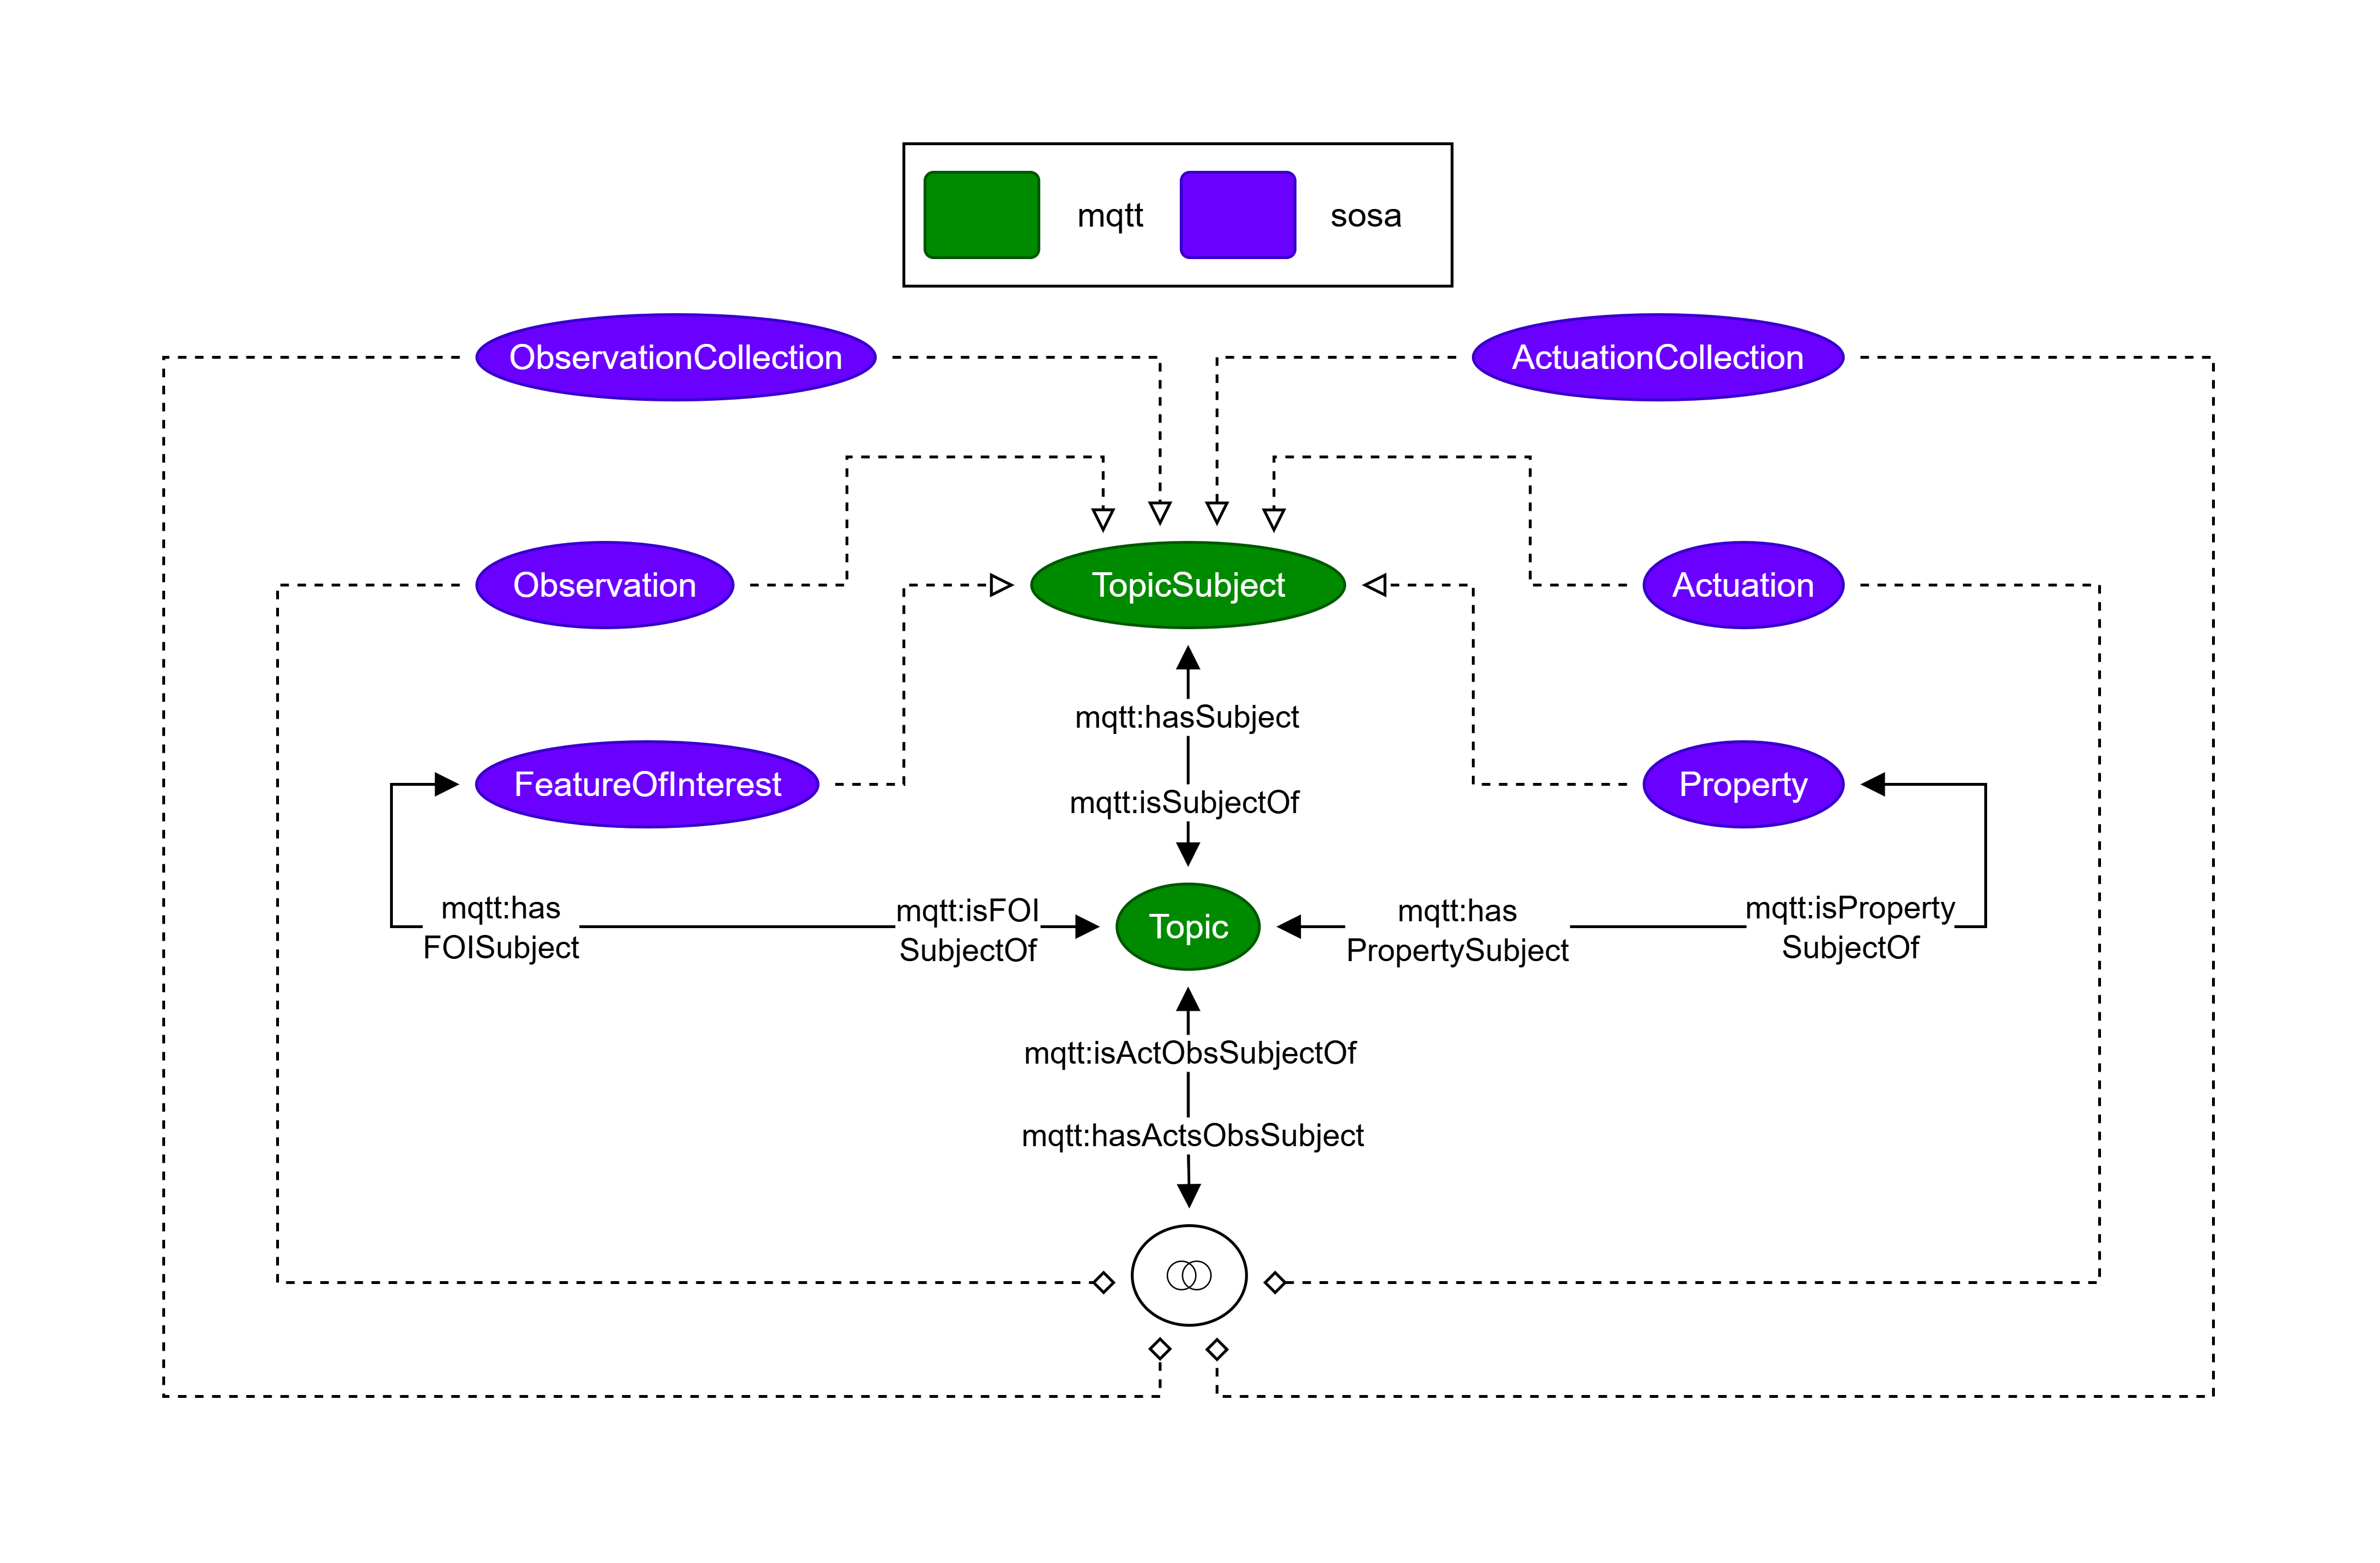 mqtt
sosa
ObservationCollection
ActuationCollection
Observation
TopicSubject
Actuation
mqtt:hasSubject
FeatureOfInterest
mqtt:isSubjectOf
Property
mqtt:has
FOISubject
mqtt:isFOI
SubjectOf
Topic
mqtt:has
PropertySubject
mqtt:isProperty
SubjectOf
mqtt:isActObsSubjectOf
mqtt:hasActsObsSubject